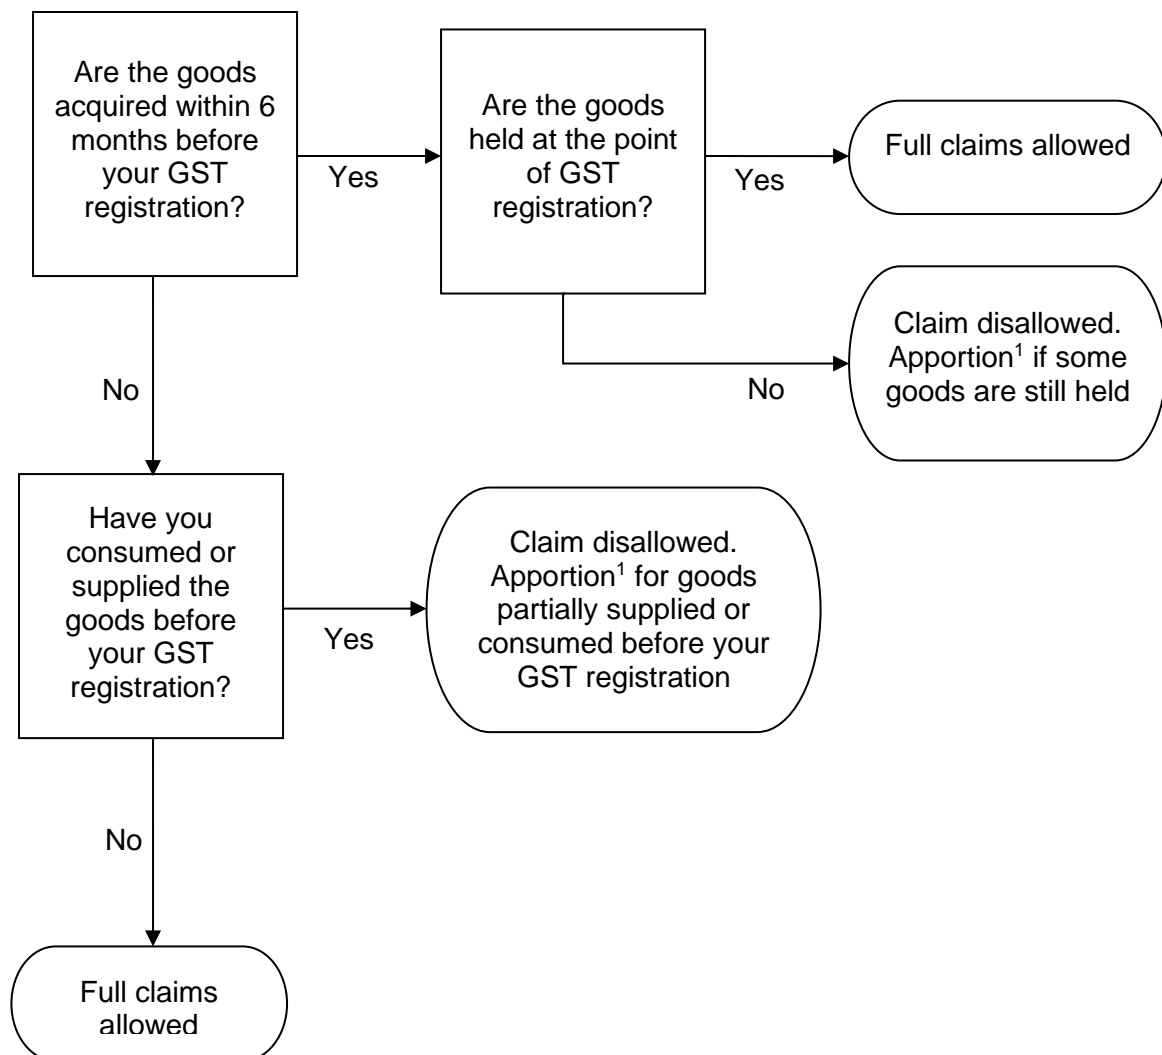 Are the goods
acquired within 6
months before
your GST
registration?
Yes
Are the goods
held at the point
of GST
registration?
Yes
Full claims allowed
No
Claim disallowed.
Apportion¹ if some
goods are still held
No
Have you
consumed or
supplied the
goods before
your GST
registration?
Yes
Claim disallowed.
Apportion¹ for goods
partially supplied or
consumed before your
GST registration
No
Full claims
allowed